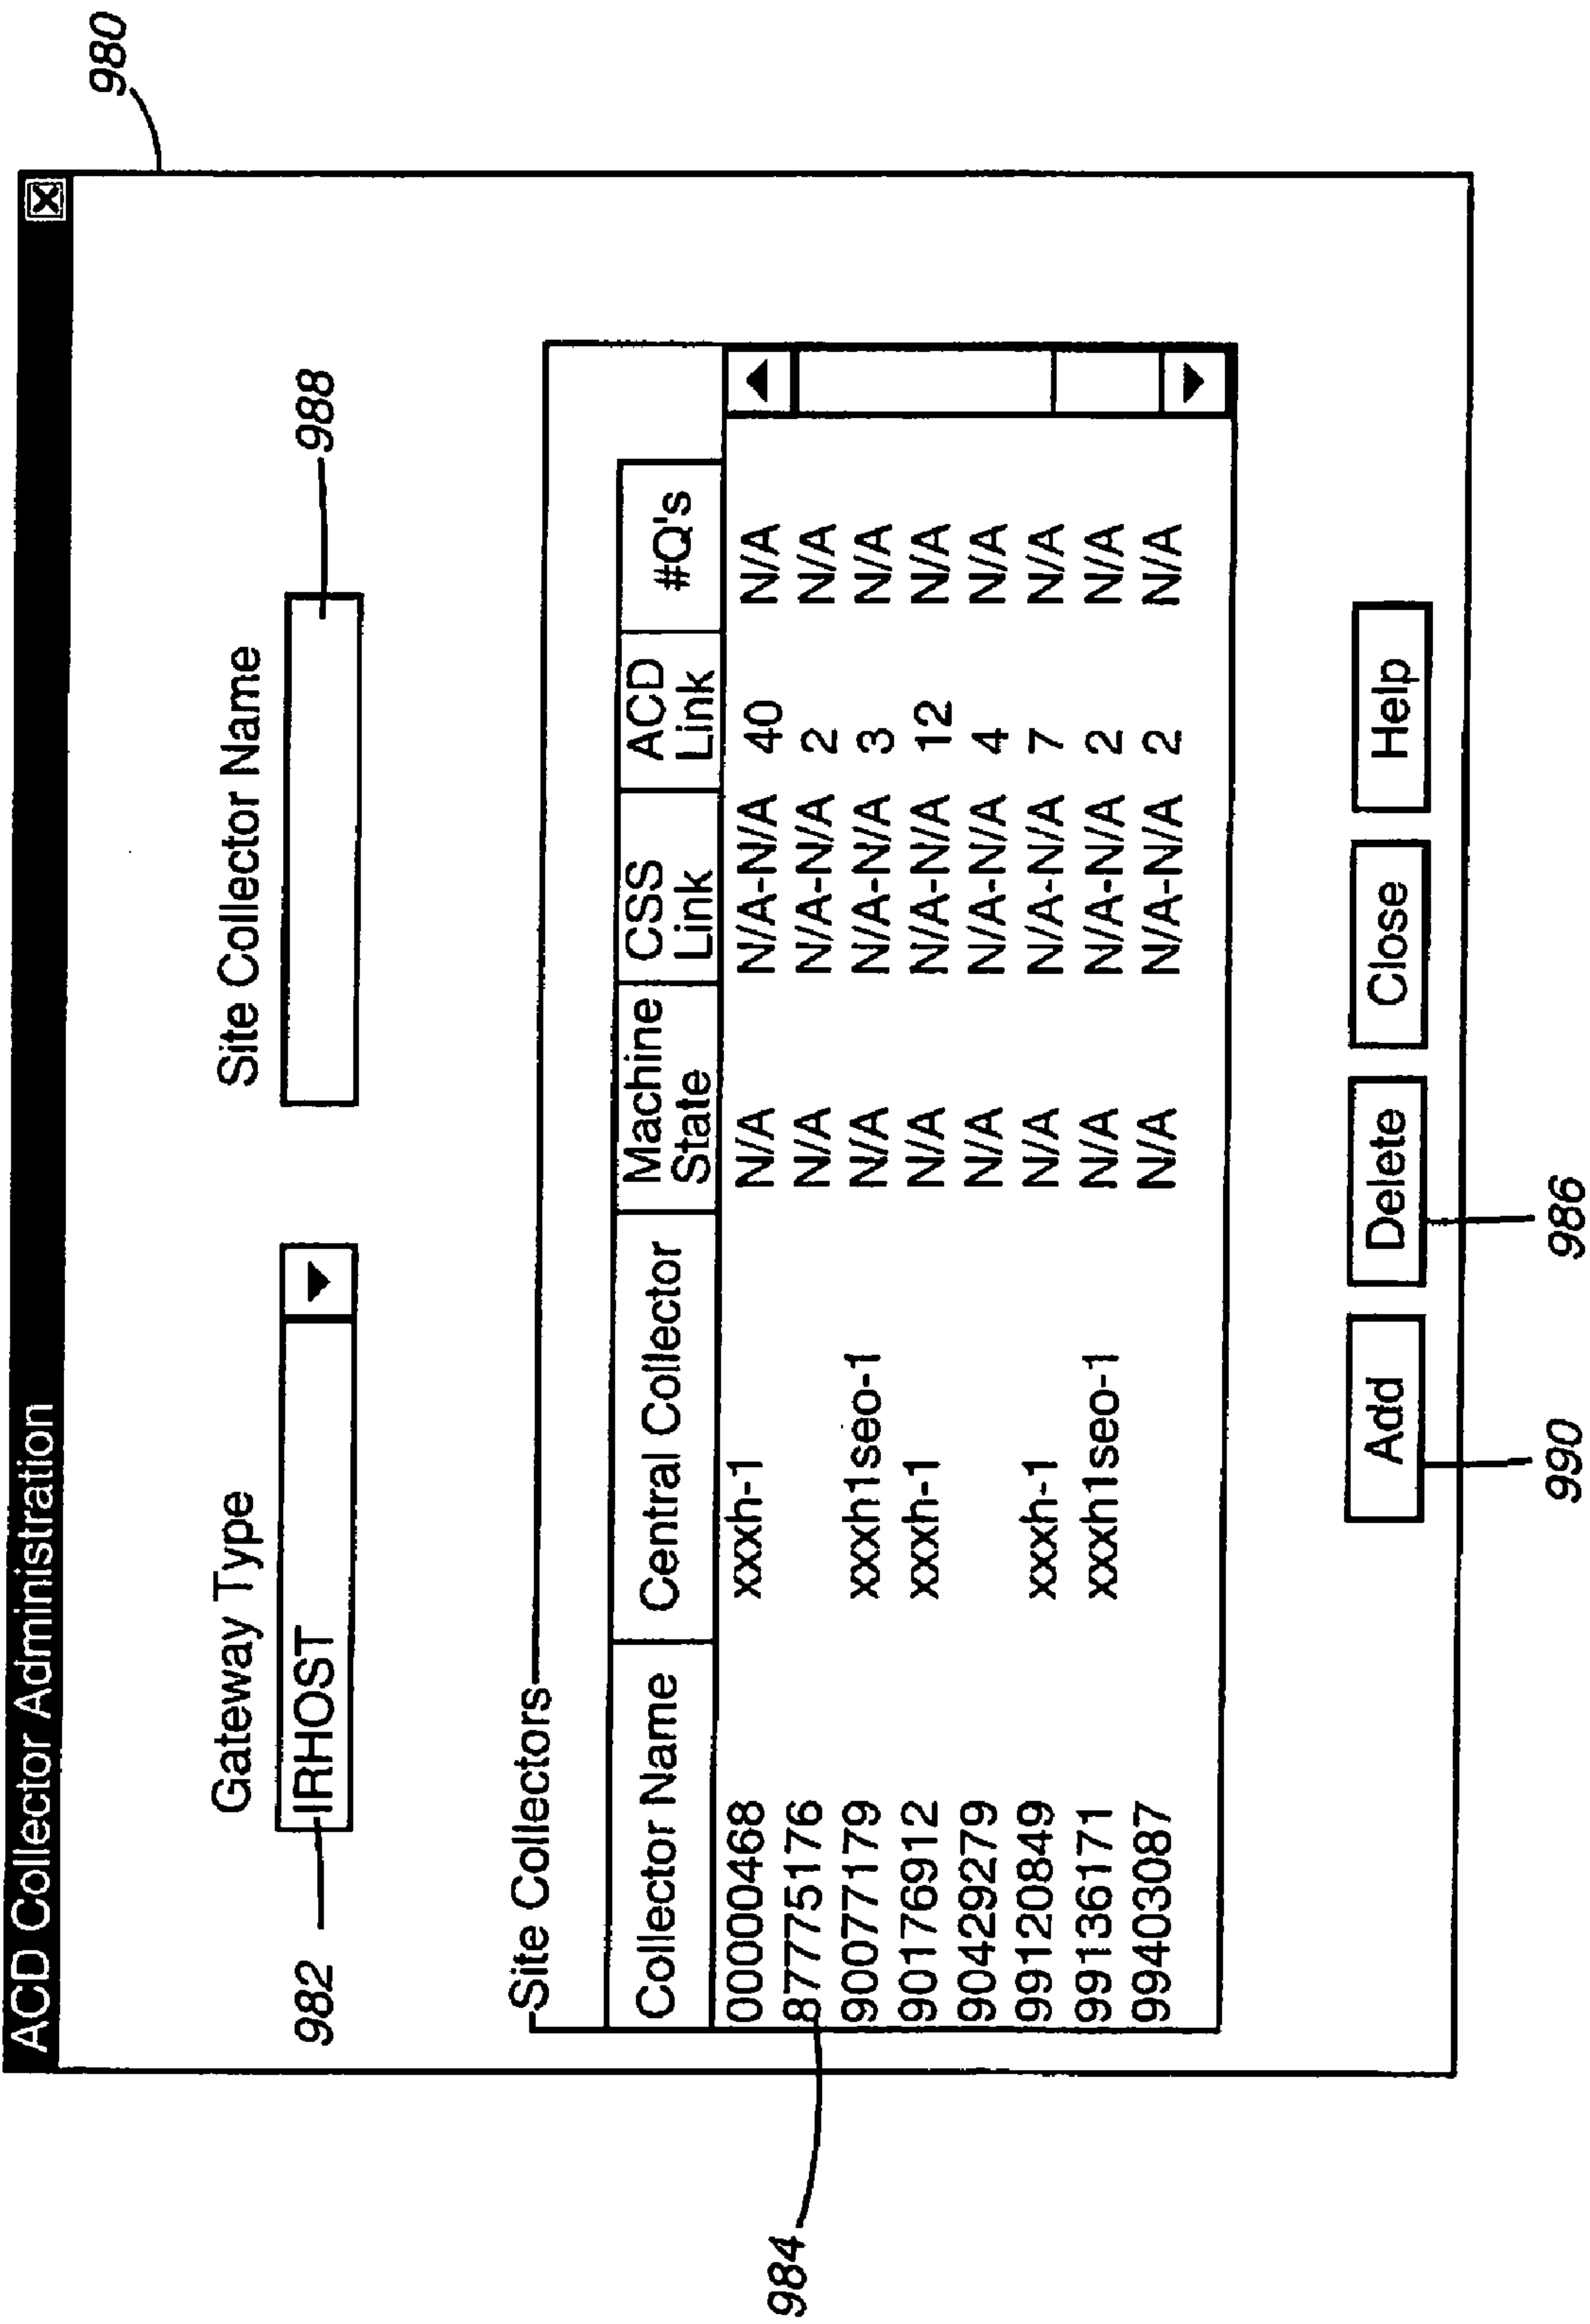 ACD Collector Administration
980
Gateway Type
Site Collector Name
982
IRHOST
988
Site Collectors
Collector Name Central Collector Machine State CSS Link ACD Link #Q's
00000468 xxxh-1 N/A N/A-N/A 40 N/A
87775176 N/A N/A-N/A 2 N/A
90077179 xxxh1seo-1 N/A N/A-N/A 3 N/A
90176912 xxxh-1 N/A N/A-N/A 12 N/A
90429279 N/A N/A-N/A 4 N/A
99120849 xxxh-1 N/A N/A-N/A 7 N/A
99136171 xxxh1seo-1 N/A N/A-N/A 2 N/A
99403087 N/A N/A-N/A 2 N/A
984
Add Delete Close Help
990 986